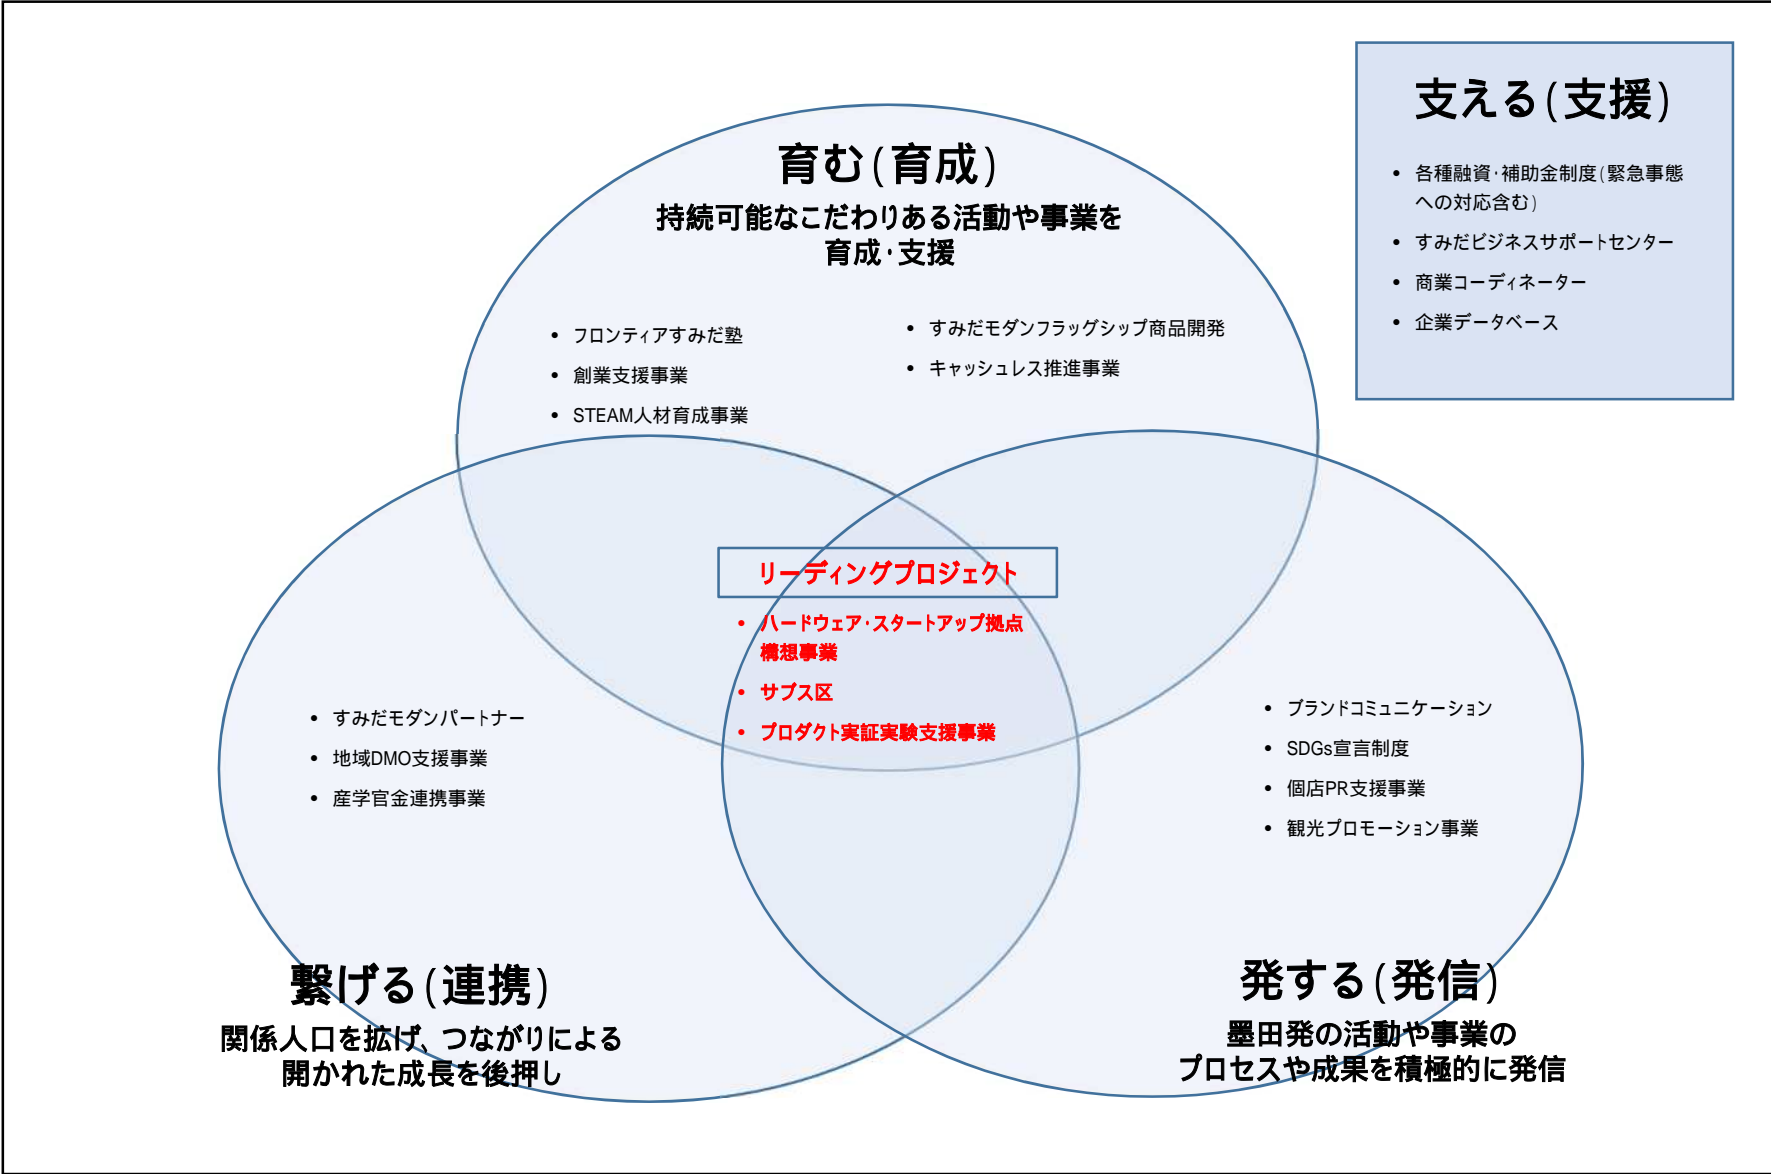 支える(支援)
• 各種融資･補助金制度(緊急事態
への対応含む)
• すみだビジネスサポートセンター
• 商業コーディネーター
• 企業データベース
育む(育成)
持続可能なこだわりある活動や事業を
育成･支援
• フロンティアすみだ塾
• 創業支援事業
• STEAM人材育成事業
• すみだモダンフラッグシップ商品開発
• キャッシュレス推進事業
リーディングプロジェクト
• ハードウェア･スタートアップ拠点
構想事業
• サブス区
• プロダクト実証実験支援事業
• すみだモダンパートナー
• 地域DMO支援事業
• 産学官金連携事業
繋げる(連携)
関係人口を拡げ、つながりによる
開かれた成長を後押し
• ブランドコミュニケーション
• SDGs宣言制度
• 個店PR支援事業
• 観光プロモーション事業
発する(発信)
墨田発の活動や事業の
プロセスや成果を積極的に発信